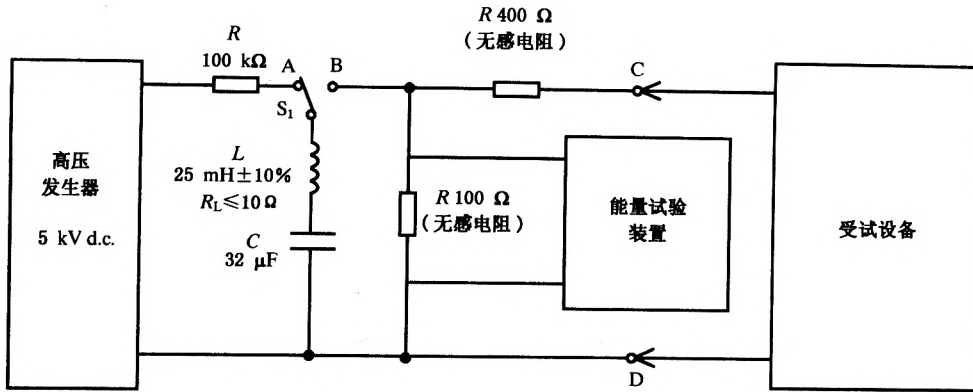 R
100 kΩ
A
B
S₁
R 400 Ω
（无感电阻）
C
高压
发生器
5 kV d.c.
L
25 mH±10%
R_L≤10 Ω
C
32 μF
R 100 Ω
（无感电阻）
能量试验
装置
受试设备
D